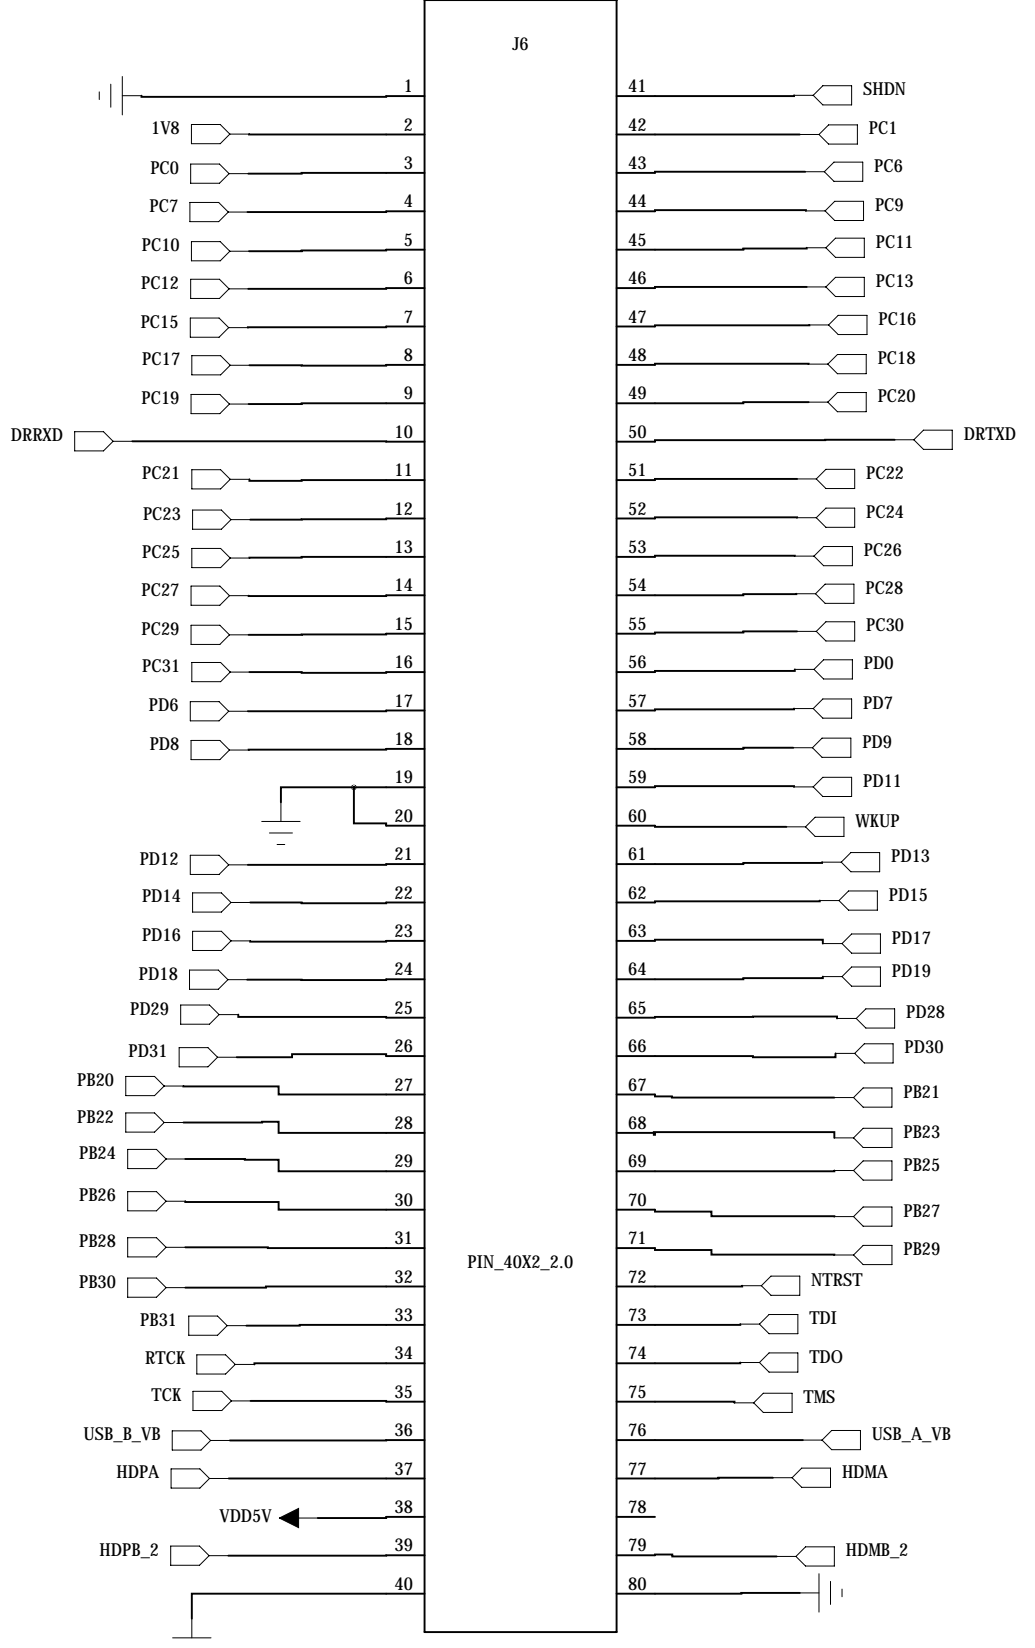 J6
1 41 SHDN
1V8 2 42 PC1
PC0 3 43 PC6
PC7 4 44 PC9
PC10 5 45 PC11
PC12 6 46 PC13
PC15 7 47 PC16
PC17 8 48 PC18
PC19 9 49 PC20
DRRXD 10 50 DRTXD
PC21 11 51 PC22
PC23 12 52 PC24
PC25 13 53 PC26
PC27 14 54 PC28
PC29 15 55 PC30
PC31 16 56 PD0
PD6 17 57 PD7
PD8 18 58 PD9
19 59 PD11
20 60 WKUP
PD12 21 61 PD13
PD14 22 62 PD15
PD16 23 63 PD17
PD18 24 64 PD19
PD29 25 65 PD28
PD31 26 66 PD30
PB20 27 67 PB21
PB22 28 68 PB23
PB24 29 69 PB25
PB26 30 70 PB27
PB28 31 71 PB29
PIN_40X2_2.0
PB30 32 72 NTRST
PB31 33 73 TDI
RTCK 34 74 TDO
TCK 35 75 TMS
USB_B_VB 36 76 USB_A_VB
HDPA 37 77 HDMA
VDD5V 38 78
HDPB_2 39 79 HDMB_2
40 80